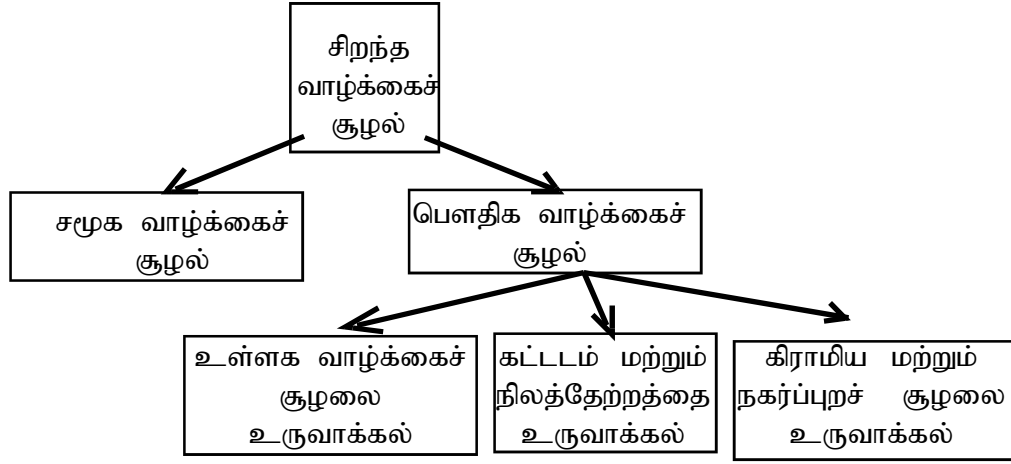 சிறந்த
வாழ்க்கைச்
சூழல்
சமூக வாழ்க்கைச்
சூழல்
பௌதிக வாழ்க்கைச்
சூழல்
உள்ளக வாழ்க்கைச்
சூழலை
உருவாக்கல்
கட்டடம் மற்றும்
நிலத்தேற்றத்தை
உருவாக்கல்
கிராமிய மற்றும்
நகர்ப்புறச் சூழலை
உருவாக்கல்